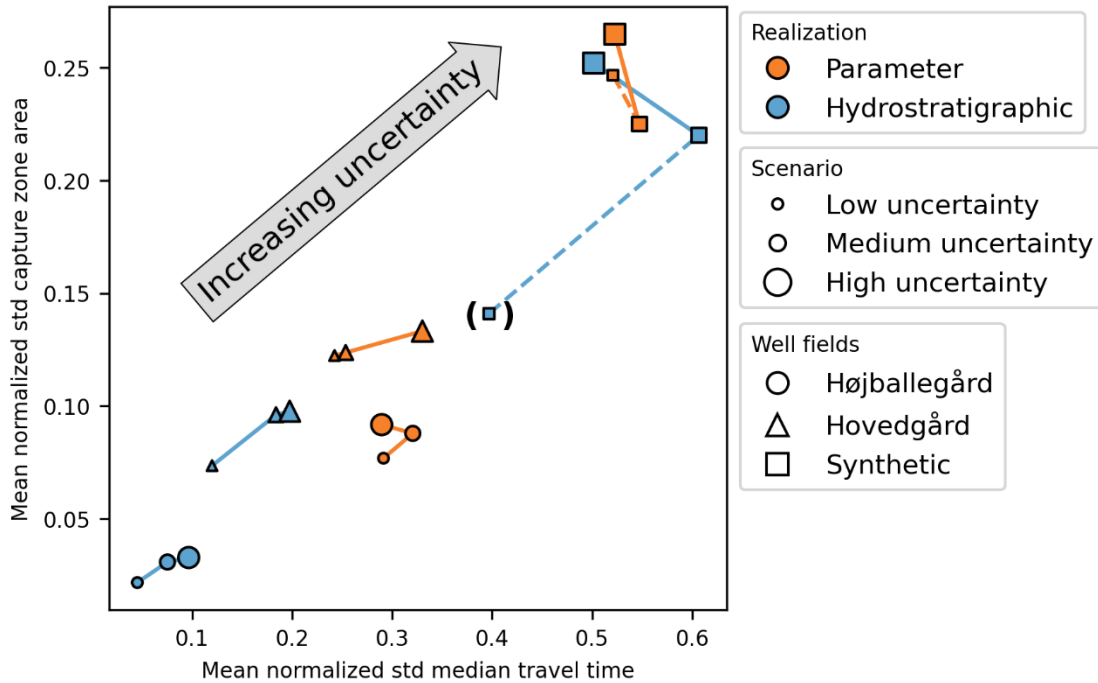 0.25
0.20
0.15
0.10
0.05
Mean normalized std capture zone area
Increasing uncertainty
( )
0.1 0.2 0.3 0.4 0.5 0.6
Mean normalized std median travel time
Realization
Parameter
Hydrostratigraphic
Scenario
Low uncertainty
Medium uncertainty
High uncertainty
Well fields
Højballegård
Hovedgård
Synthetic